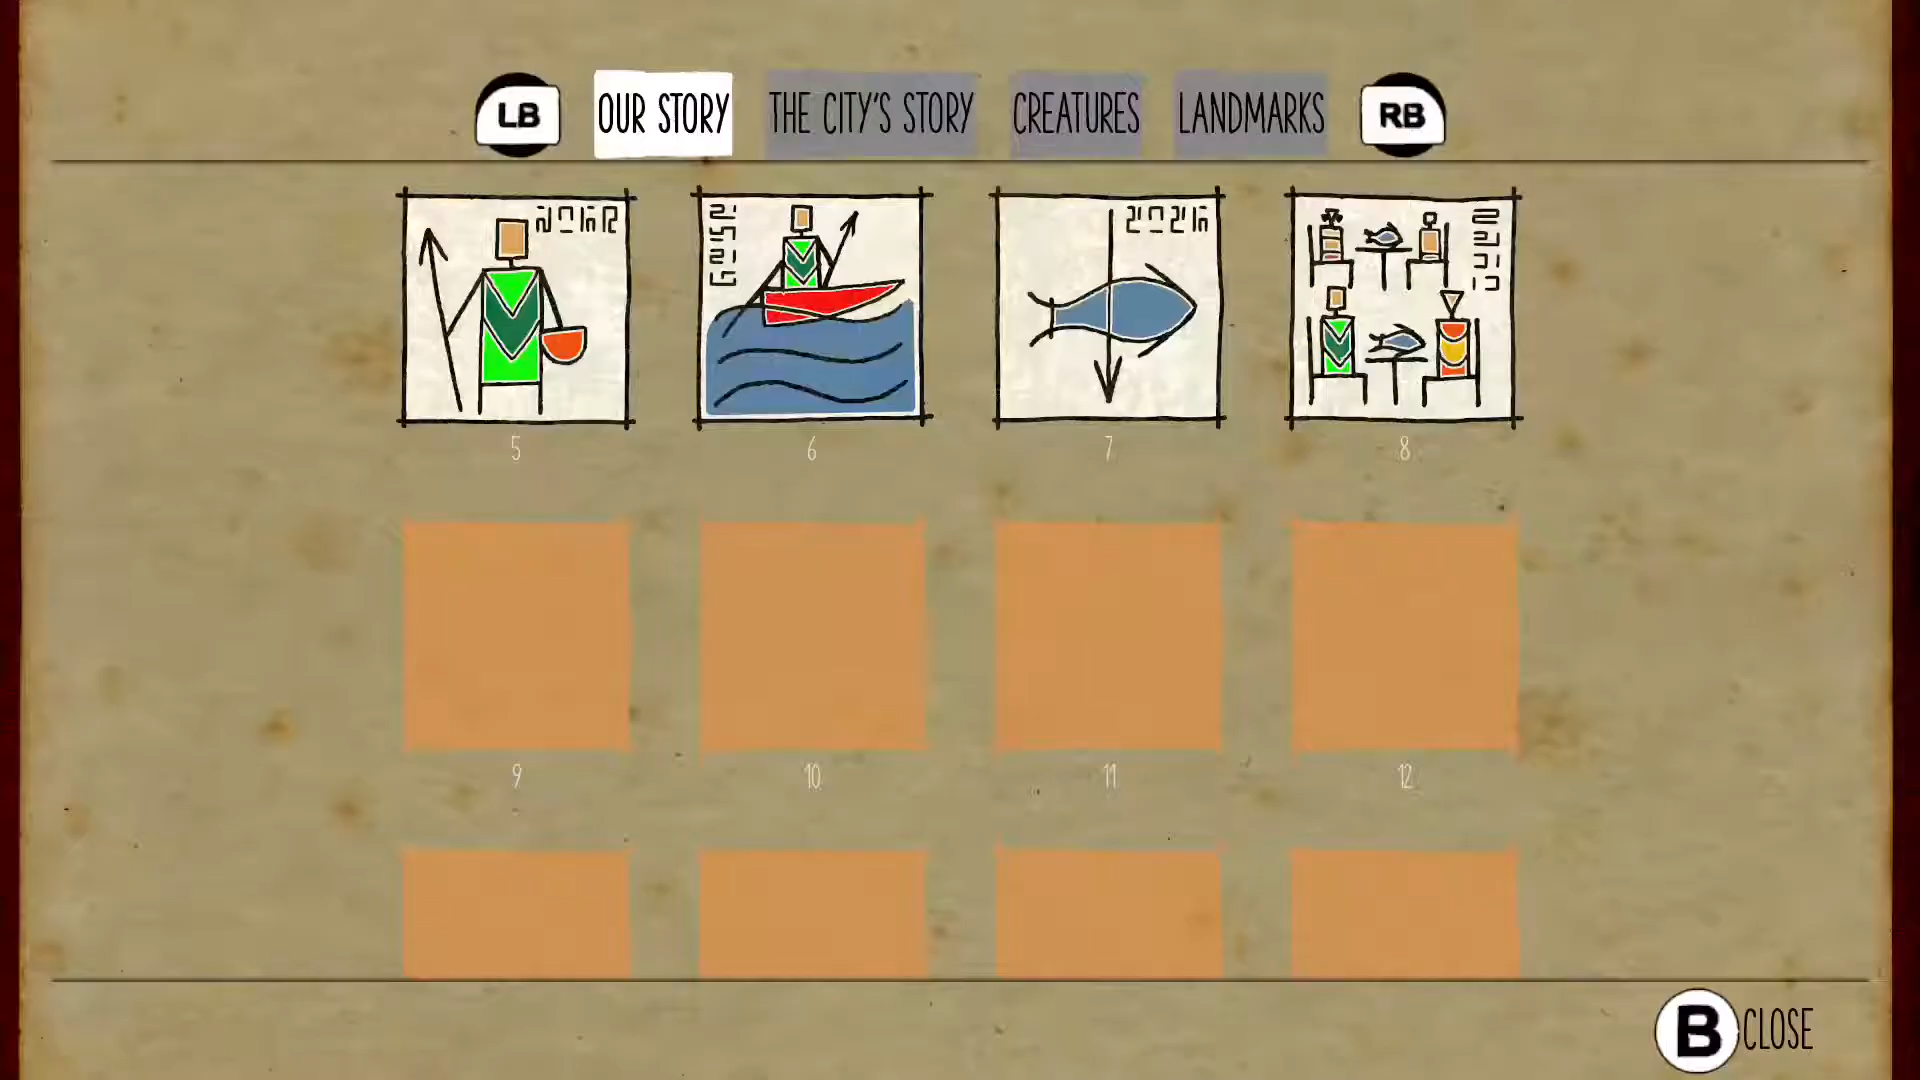 LB OUR STORY THE CITY'S STORY CREATURES LANDMARKS RB
5 6 7 8
9 10 11 12
B CLOSE